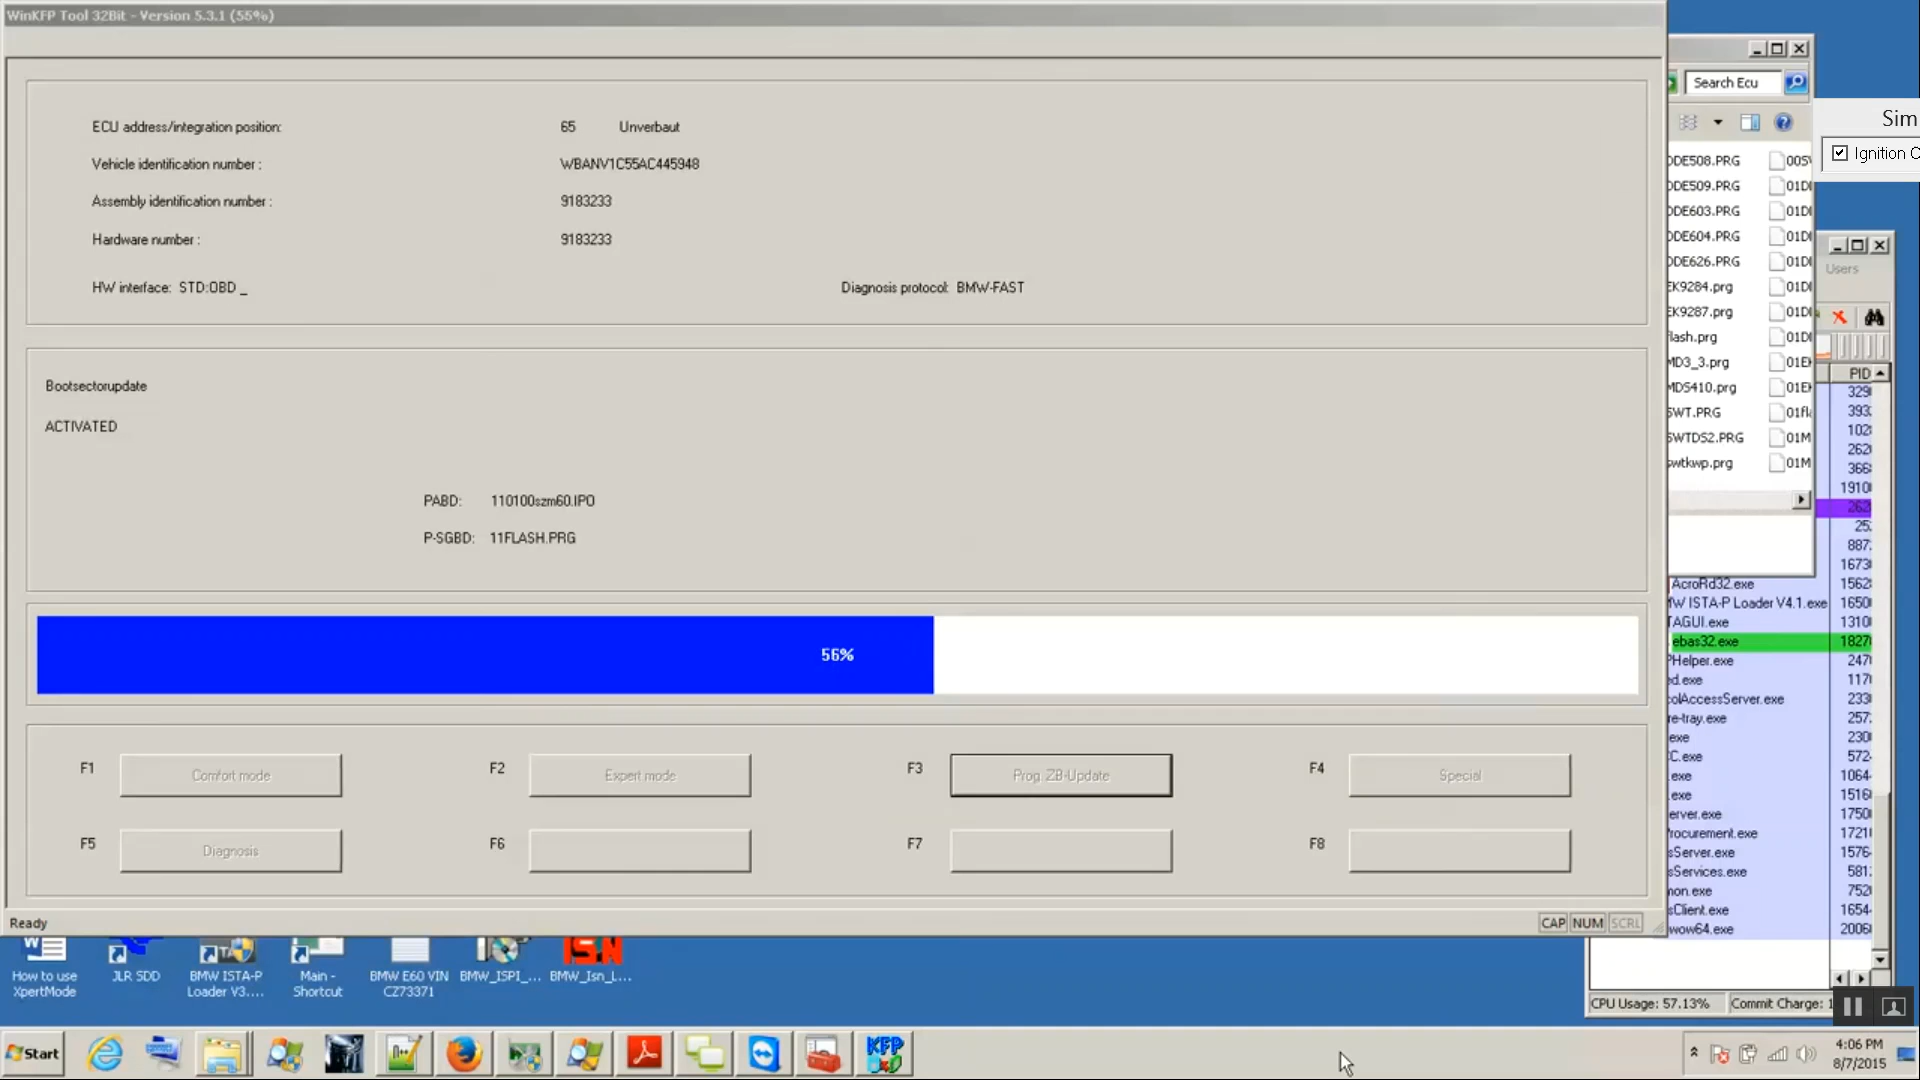 WinKFP Tool 32Bit - Version 5.3.1 (55%)
ECU address/integration position: 65 Unverbaut
Vehicle identification number : WBANV1C55AC445948
Assembly identification number : 9183233
Hardware number : 9183233
HW interface: STD:OBD _ Diagnosis protocol: BMW-FAST
Bootsectorupdate
ACTIVATED
PABD: 110100szm60.IPO
P-SGBD: 11FLASH.PRG
56%
F1 Comfort mode F2 Expert mode F3 Prog. ZB-Update F4 Special
F5 Diagnosis F6 F7 F8
Ready CAP NUM SCRL
Search Ecu
DDE508.PRG
DDE509.PRG
DDE603.PRG
DDE604.PRG
DDE626.PRG
EK9284.prg
EK9287.prg
lash.prg
MD3_3.prg
MDS410.prg
SWT.PRG
SWTDS2.PRG
swtkwp.prg
Sim
Ignition
Users
PID
AcroRd32.exe
W ISTA-P Loader V4.1.exe 1650
TAGUI.exe 1310
ebas32.exe
PHelper.exe
d.exe
colAccessServer.exe
re-tray.exe
exe
C.exe
.exe
.exe
erver.exe
rocurement.exe
sServer.exe
sServices.exe
mon.exe
sClient.exe
wow64.exe
CPU Usage: 57.13% Commit Charge:
How to use XpertMode
JLR SDD
BMW ISTA-P Loader V3....
Main - Shortcut
BMW E60 VIN CZ73371
BMW_ISPI_...
BMW_Isn_L...
Start
KFP
4:06 PM
8/7/2015